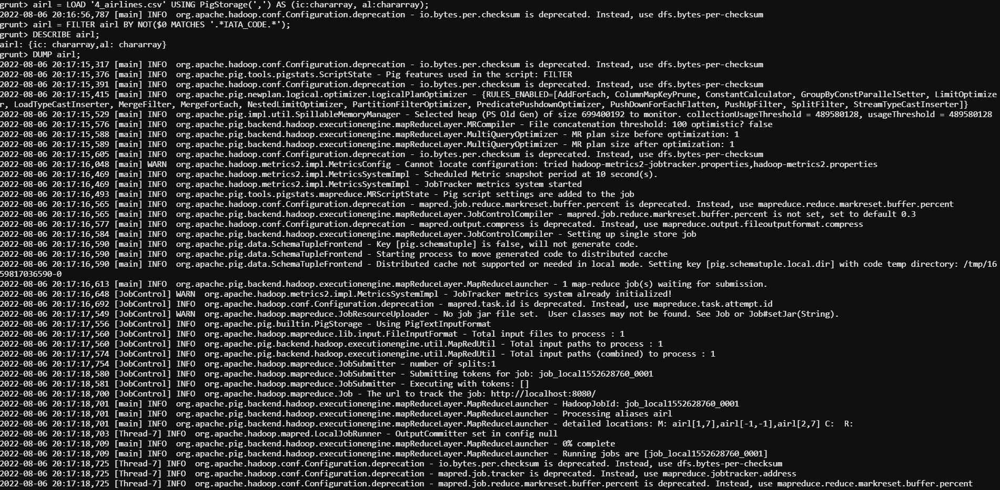 grunt> airl = LOAD '4_airlines.csv' USING PigStorage(',') AS (ic:chararray, al:chararray);
2022-08-06 20:16:56,787 [main] INFO  org.apache.hadoop.conf.Configuration.deprecation - io.bytes.per.checksum is deprecated. Instead, use dfs.bytes-per-checksum
grunt> airl = FILTER airl BY NOT($0 MATCHES '.*IATA_CODE.*');
grunt> DESCRIBE airl;
airl: {ic: chararray,al: chararray}
grunt> DUMP airl;
2022-08-06 20:17:15,317 [main] INFO  org.apache.hadoop.conf.Configuration.deprecation - io.bytes.per.checksum is deprecated. Instead, use dfs.bytes-per-checksum
2022-08-06 20:17:15,376 [main] INFO  org.apache.pig.tools.pigstats.ScriptState - Pig features used in the script: FILTER
2022-08-06 20:17:15,391 [main] INFO  org.apache.hadoop.conf.Configuration.deprecation - io.bytes.per.checksum is deprecated. Instead, use dfs.bytes-per-checksum
2022-08-06 20:17:15,415 [main] INFO  org.apache.pig.newplan.logical.optimizer.LogicalPlanOptimizer - {RULES_ENABLED=[AddForEach, ColumnMapKeyPrune, ConstantCalculator, GroupByConstParallelSetter, LimitOptimize
r, LoadTypeCastInserter, MergeFilter, MergeForEach, NestedLimitOptimizer, PartitionFilterOptimizer, PredicatePushdownOptimizer, PushDownForEachFlatten, PushUpFilter, SplitFilter, StreamTypeCastInserter]}
2022-08-06 20:17:15,529 [main] INFO  org.apache.pig.impl.util.SpillableMemoryManager - Selected heap (PS Old Gen) of size 699400192 to monitor. collectionUsageThreshold = 489580128, usageThreshold = 489580128
2022-08-06 20:17:15,576 [main] INFO  org.apache.pig.backend.hadoop.executionengine.mapReduceLayer.MRCompiler - File concatenation threshold: 100 optimistic? false
2022-08-06 20:17:15,588 [main] INFO  org.apache.pig.backend.hadoop.executionengine.mapReduceLayer.MultiQueryOptimizer - MR plan size before optimization: 1
2022-08-06 20:17:15,589 [main] INFO  org.apache.pig.backend.hadoop.executionengine.mapReduceLayer.MultiQueryOptimizer - MR plan size after optimization: 1
2022-08-06 20:17:15,605 [main] INFO  org.apache.hadoop.conf.Configuration.deprecation - io.bytes.per.checksum is deprecated. Instead, use dfs.bytes-per-checksum
2022-08-06 20:17:16,048 [main] WARN  org.apache.hadoop.metrics2.impl.MetricsConfig - Cannot locate configuration: tried hadoop-metrics2-jobtracker.properties,hadoop-metrics2.properties
2022-08-06 20:17:16,469 [main] INFO  org.apache.hadoop.metrics2.impl.MetricsSystemImpl - Scheduled Metric snapshot period at 10 second(s).
2022-08-06 20:17:16,469 [main] INFO  org.apache.hadoop.metrics2.impl.MetricsSystemImpl - JobTracker metrics system started
2022-08-06 20:17:16,493 [main] INFO  org.apache.pig.tools.pigstats.mapreduce.MRScriptState - Pig script settings are added to the job
2022-08-06 20:17:16,565 [main] INFO  org.apache.hadoop.conf.Configuration.deprecation - mapred.job.reduce.markreset.buffer.percent is deprecated. Instead, use mapreduce.reduce.markreset.buffer.percent
2022-08-06 20:17:16,565 [main] INFO  org.apache.pig.backend.hadoop.executionengine.mapReduceLayer.JobControlCompiler - mapred.job.reduce.markreset.buffer.percent is not set, set to default 0.3
2022-08-06 20:17:16,577 [main] INFO  org.apache.hadoop.conf.Configuration.deprecation - mapred.output.compress is deprecated. Instead, use mapreduce.output.fileoutputformat.compress
2022-08-06 20:17:16,584 [main] INFO  org.apache.pig.backend.hadoop.executionengine.mapReduceLayer.JobControlCompiler - Setting up single store job
2022-08-06 20:17:16,590 [main] INFO  org.apache.pig.data.SchemaTupleFrontend - Key [pig.schematuple] is false, will not generate code.
2022-08-06 20:17:16,590 [main] INFO  org.apache.pig.data.SchemaTupleFrontend - Starting process to move generated code to distributed cacche
2022-08-06 20:17:16,590 [main] INFO  org.apache.pig.data.SchemaTupleFrontend - Distributed cache not supported or needed in local mode. Setting key [pig.schematuple.local.dir] with code temp directory: /tmp/16
59817036590-0
2022-08-06 20:17:16,613 [main] INFO  org.apache.pig.backend.hadoop.executionengine.mapReduceLayer.MapReduceLauncher - 1 map-reduce job(s) waiting for submission.
2022-08-06 20:17:16,648 [JobControl] WARN  org.apache.hadoop.metrics2.impl.MetricsSystemImpl - JobTracker metrics system already initialized!
2022-08-06 20:17:16,692 [JobControl] INFO  org.apache.hadoop.conf.Configuration.deprecation - mapred.task.id is deprecated. Instead, use mapreduce.task.attempt.id
2022-08-06 20:17:17,549 [JobControl] WARN  org.apache.hadoop.mapreduce.JobResourceUploader - No job jar file set.  User classes may not be found. See Job or Job#setJar(String).
2022-08-06 20:17:17,556 [JobControl] INFO  org.apache.pig.builtin.PigStorage - Using PigTextInputFormat
2022-08-06 20:17:17,560 [JobControl] INFO  org.apache.hadoop.mapreduce.lib.input.FileInputFormat - Total input files to process : 1
2022-08-06 20:17:17,560 [JobControl] INFO  org.apache.pig.backend.hadoop.executionengine.util.MapRedUtil - Total input paths to process : 1
2022-08-06 20:17:17,574 [JobControl] INFO  org.apache.pig.backend.hadoop.executionengine.util.MapRedUtil - Total input paths (combined) to process : 1
2022-08-06 20:17:17,754 [JobControl] INFO  org.apache.hadoop.mapreduce.JobSubmitter - number of splits:1
2022-08-06 20:17:18,580 [JobControl] INFO  org.apache.hadoop.mapreduce.JobSubmitter - Submitting tokens for job: job_local1552628760_0001
2022-08-06 20:17:18,581 [JobControl] INFO  org.apache.hadoop.mapreduce.JobSubmitter - Executing with tokens: []
2022-08-06 20:17:18,700 [JobControl] INFO  org.apache.hadoop.mapreduce.Job - The url to track the job: http://localhost:8080/
2022-08-06 20:17:18,701 [main] INFO  org.apache.pig.backend.hadoop.executionengine.mapReduceLayer.MapReduceLauncher - HadoopJobId: job_local1552628760_0001
2022-08-06 20:17:18,701 [main] INFO  org.apache.pig.backend.hadoop.executionengine.mapReduceLayer.MapReduceLauncher - Processing aliases airl
2022-08-06 20:17:18,701 [main] INFO  org.apache.pig.backend.hadoop.executionengine.mapReduceLayer.MapReduceLauncher - detailed locations: M: airl[1,7],airl[-1,-1],airl[2,7] C:  R:
2022-08-06 20:17:18,703 [Thread-7] INFO  org.apache.hadoop.mapred.LocalJobRunner - OutputCommitter set in config null
2022-08-06 20:17:18,709 [main] INFO  org.apache.pig.backend.hadoop.executionengine.mapReduceLayer.MapReduceLauncher - 0% complete
2022-08-06 20:17:18,709 [main] INFO  org.apache.pig.backend.hadoop.executionengine.mapReduceLayer.MapReduceLauncher - Running jobs are [job_local1552628760_0001]
2022-08-06 20:17:18,725 [Thread-7] INFO  org.apache.hadoop.conf.Configuration.deprecation - io.bytes.per.checksum is deprecated. Instead, use dfs.bytes-per-checksum
2022-08-06 20:17:18,725 [Thread-7] INFO  org.apache.hadoop.conf.Configuration.deprecation - mapred.job.tracker is deprecated. Instead, use mapreduce.jobtracker.address
2022-08-06 20:17:18,725 [Thread-7] INFO  org.apache.hadoop.conf.Configuration.deprecation - mapred.job.reduce.markreset.buffer.percent is deprecated. Instead, use mapreduce.reduce.markreset.buffer.percent